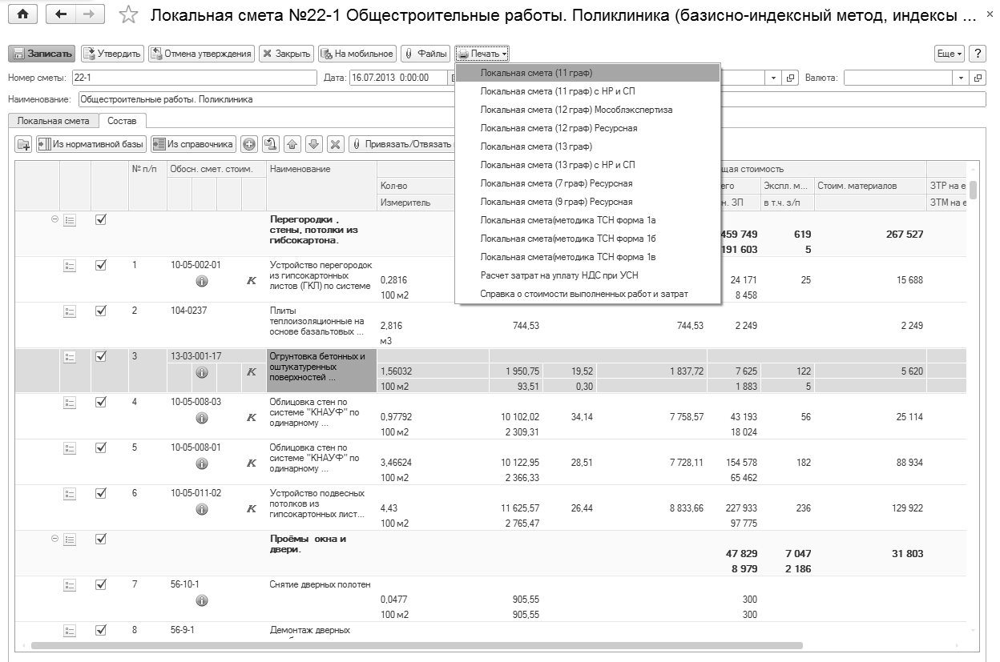 Локальная смета №22-1 Общестроительные работы. Поликлиника (базисно-индексный метод, индексы ...
Записать Утвердить Отмена утверждения Закрыть На мобильное Файлы Печать Еще ?
Номер сметы: 22-1 Дата: 16.07.2013 0:00:00 Валюта:
Наименование: Общестроительные работы. Поликлиника
Локальная смета (11 граф)
Локальная смета (11 граф) с НР и СП
Локальная смета (12 граф) Мособлэкспертиза
Локальная смета (12 граф) Ресурсная
Локальная смета (13 граф)
Локальная смета (13 граф) с НР и СП
Локальная смета (7 граф) Ресурсная
Локальная смета (9 граф) Ресурсная
Локальная смета(методика ТСН форма 1а
Локальная смета(методика ТСН форма 1б
Локальная смета(методика ТСН форма 1в
Расчет затрат на уплату НДС при УСН
Справка о стоимости выполненных работ и затрат
Локальная смета Состав
Из нормативной базы Из справочника Привязать/Отвязать
№ п/п Обосн. смет. стоим. Наименование щая стоимость
Кол-во его Экспл. м... Стоим. материалов ЗТР на е
Измеритель н. ЗП в т.ч. з/п ЗТМ на е
Перегородки ,
стены, потолки из
гибсокартона.
459 749 619 267 527
191 603 5
1 10-05-002-01 Устройство перегородок
из гипсокартонных
листов (ГКП) по системе
К 0,2816 24 171 25 15 688
100 м2 8 458
2 104-0237 Плиты
теплоизоляционные на
основе базальтовых ...
2,816 744,53 744,53 2 249 2 249
м3
3 13-03-001-17 Огрунтовка бетонных и
оштукатуренных
поверхностей ...
К 1,56032 1 950,75 19,52 1 837,72 7 625 122 5 620
100 м2 93,51 0,30 1 883 5
4 10-05-008-03 Облицовка стен по
системе "КНАУФ" по
одинарному ...
К 0,97792 10 102,02 34,14 7 758,57 43 193 56 25 114
100 м2 2 309,31 18 024
5 10-05-008-01 Облицовка стен по
системе "КНАУФ" по
одинарному ...
К 3,46624 10 122,95 28,51 7 728,11 154 578 182 88 934
100 м2 2 366,33 65 462
6 10-05-011-02 Устройство подвесных
потолков из
гипсокартонных лист...
К 4,43 11 625,57 26,44 8 833,66 227 933 236 129 922
100 м2 2 765,47 97 775
Проёмы окна и
двери.
47 829 7 047 31 803
8 979 2 186
7 56-10-1 Снятие дверных полотен
0,0477 905,55 300
100 м2 905,55 300
8 56-9-1 Демонтаж дверных